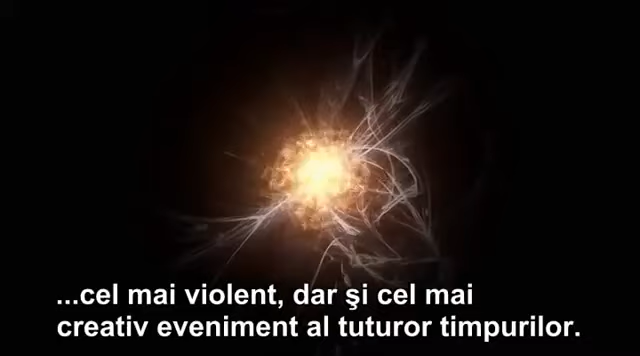 ...cel mai violent, dar şi cel mai
creativ eveniment al tuturor timpurilor.